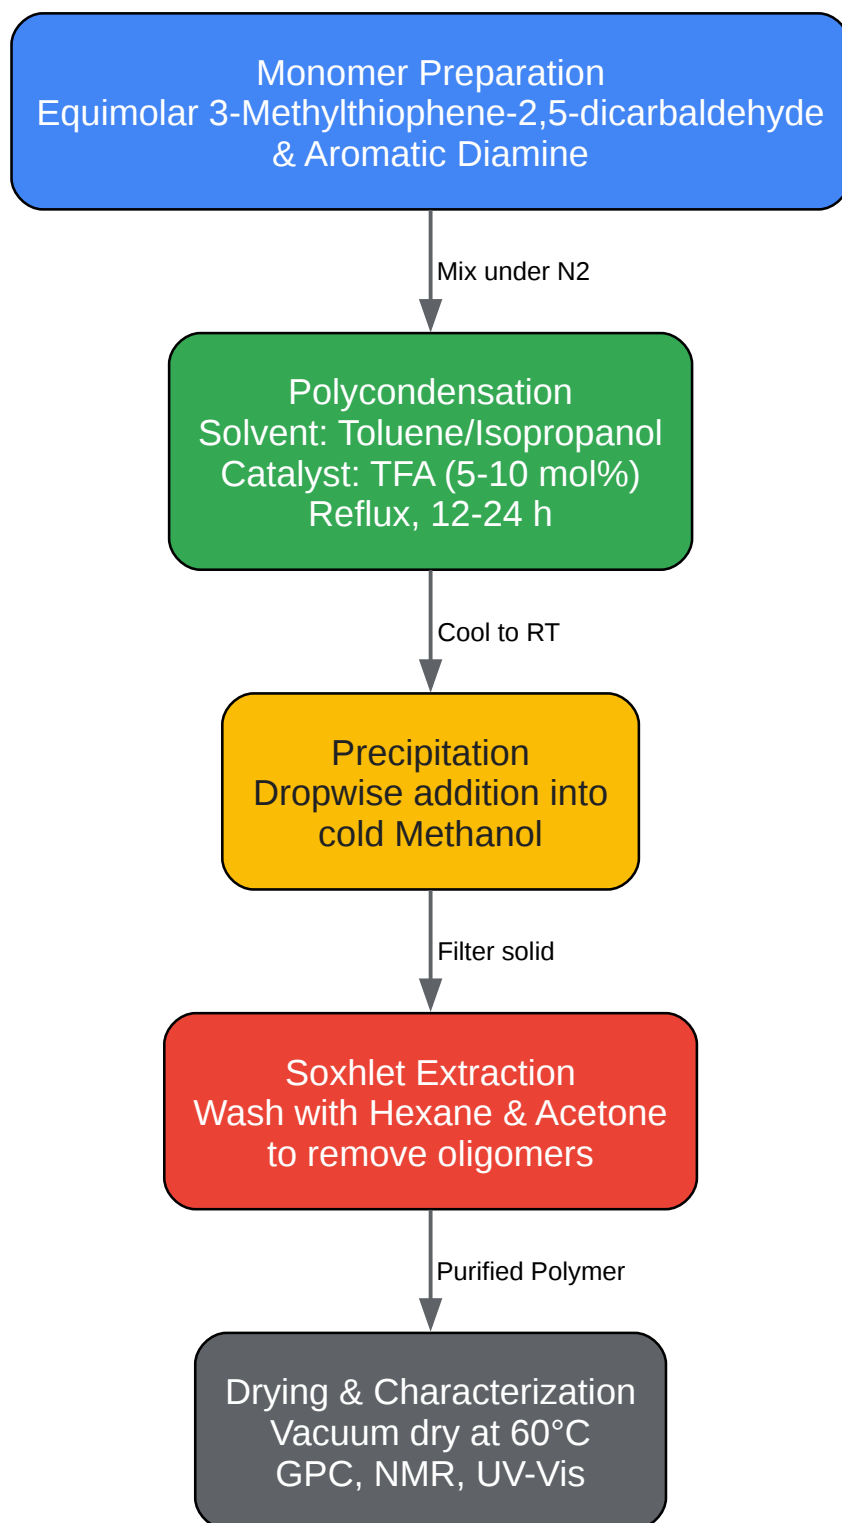 Monomer Preparation
Equimolar 3-Methylthiophene-2,5-dicarbaldehyde
& Aromatic Diamine
Mix under N2
Polycondensation
Solvent: Toluene/Isopropanol
Catalyst: TFA (5-10 mol%)
Reflux, 12-24 h
Cool to RT
Precipitation
Dropwise addition into
cold Methanol
Filter solid
Soxhlet Extraction
Wash with Hexane & Acetone
to remove oligomers
Purified Polymer
Drying & Characterization
Vacuum dry at 60°C
GPC, NMR, UV-Vis